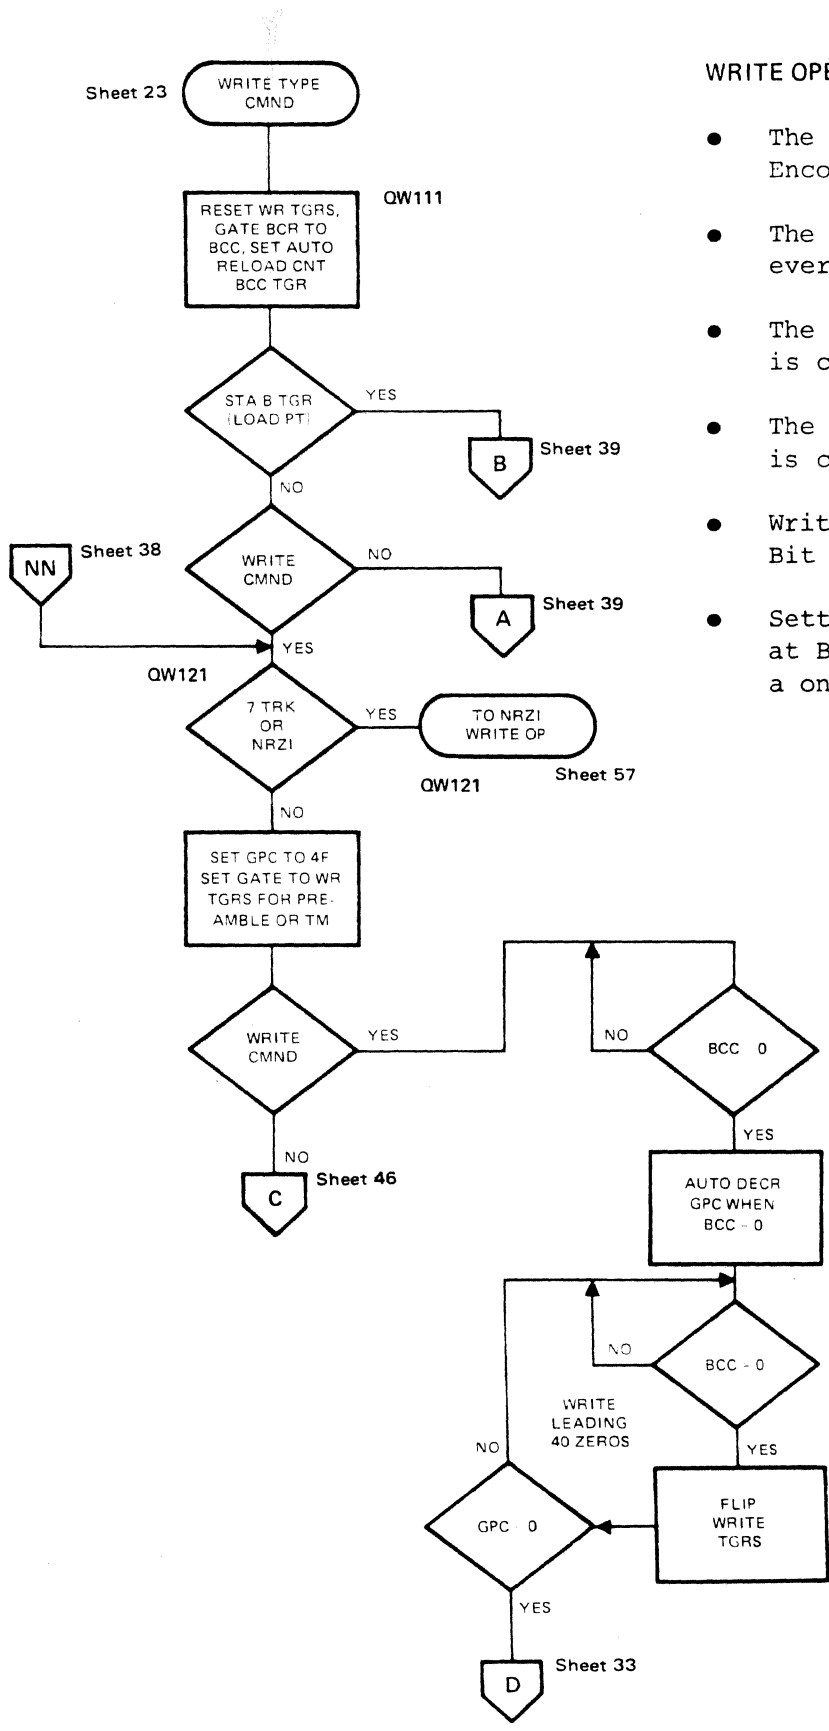 Sheet 23
WRITE TYPE
CMND
QW111
RESET WR TGRS,
GATE BCR TO
BCC, SET AUTO
RELOAD CNT
BCC TGR
STA B TGR
(LOAD PT)
YES
B
Sheet 39
NO
NN
Sheet 38
WRITE
CMND
NO
A
Sheet 39
YES
QW121
7 TRK
OR
NRZI
YES
TO NRZI
WRITE OP
QW121
Sheet 57
NO
SET GPC TO 4F
SET GATE TO WR
TGRS FOR PRE-
AMBLE OR TM
WRITE
CMND
YES
NO
C
Sheet 46
NO
BCC - 0
YES
AUTO DECR
GPC WHEN
BCC - 0
NO
BCC - 0
WRITE
LEADING
40 ZEROS
YES
FLIP
WRITE
TGRS
NO
GPC - 0
YES
D
Sheet 33
WRITE OPE
● The
Enco
● The
ever
● The
is c
● The
is c
● Writ
Bit
● Sett
at B
a on